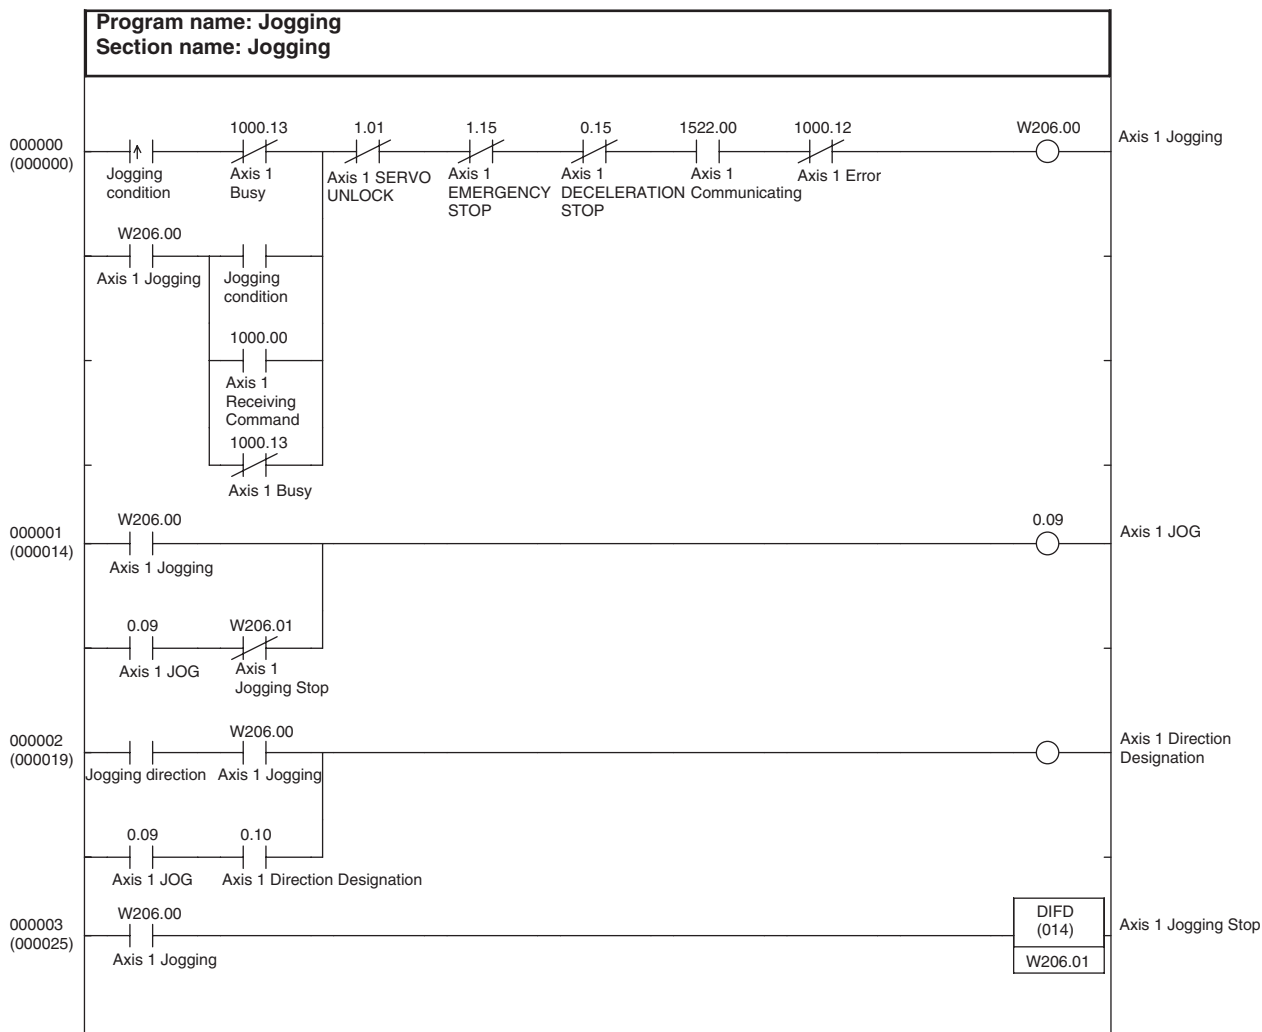 Program name: Jogging
Section name: Jogging
000000
(000000)
1000.13
1.01
1.15
0.15
1522.00
1000.12
W206.00
Axis 1 Jogging
Jogging
condition
Axis 1
Busy
Axis 1 SERVO
UNLOCK
Axis 1
EMERGENCY
STOP
Axis 1
DECELERATION
STOP
Axis 1
Communicating
Axis 1 Error
W206.00
Axis 1 Jogging
Jogging
condition
1000.00
Axis 1
Receiving
Command
1000.13
Axis 1 Busy
000001
(000014)
W206.00
Axis 1 Jogging
0.09
Axis 1 JOG
0.09
Axis 1 JOG
W206.01
Axis 1
Jogging Stop
000002
(000019)
Jogging direction
W206.00
Axis 1 Jogging
Axis 1 Direction
Designation
0.09
Axis 1 JOG
0.10
Axis 1 Direction Designation
000003
(000025)
W206.00
Axis 1 Jogging
DIFD
(014)
W206.01
Axis 1 Jogging Stop